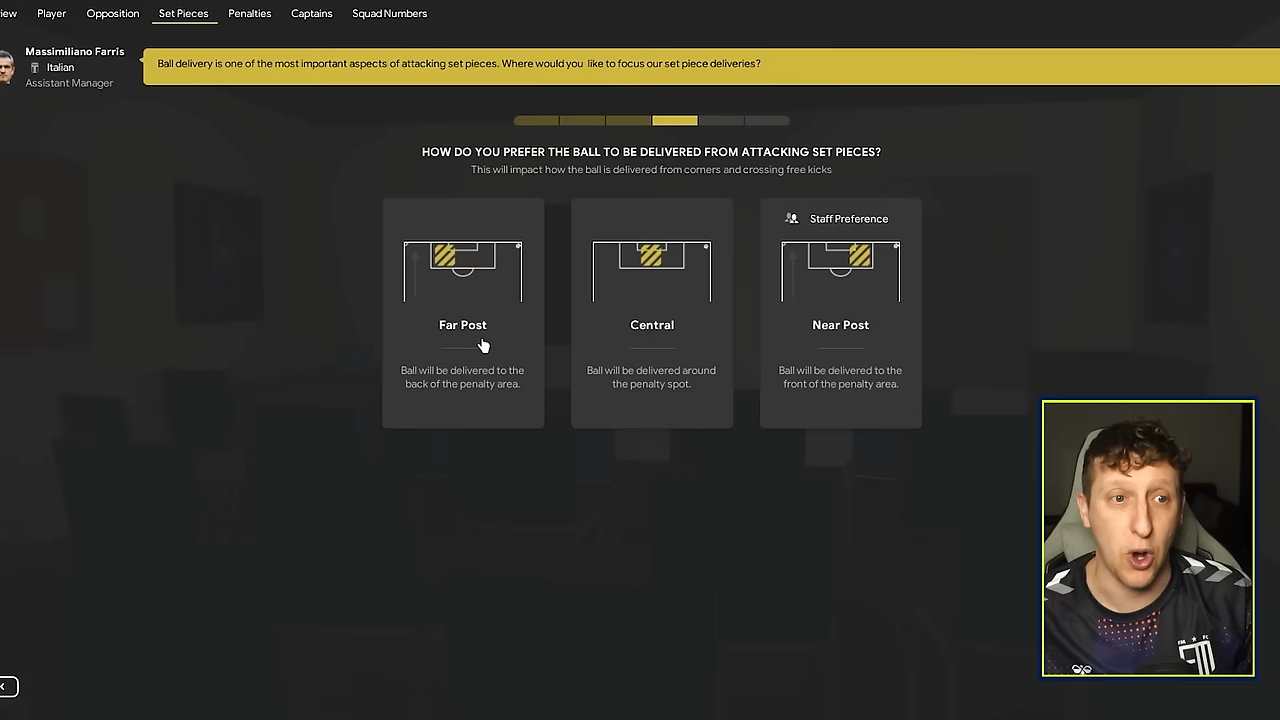 iew Player Opposition Set Pieces Penalties Captains Squad Numbers
Massimiliano Farris
Italian
Assistant Manager
Ball delivery is one of the most important aspects of attacking set pieces. Where would you like to focus our set piece deliveries?
HOW DO YOU PREFER THE BALL TO BE DELIVERED FROM ATTACKING SET PIECES?
This will impact how the ball is delivered from corners and crossing free kicks
Far Post
Ball will be delivered to the
back of the penalty area.
Central
Ball will be delivered around
the penalty spot.
Staff Preference
Near Post
Ball will be delivered to the
front of the penalty area.